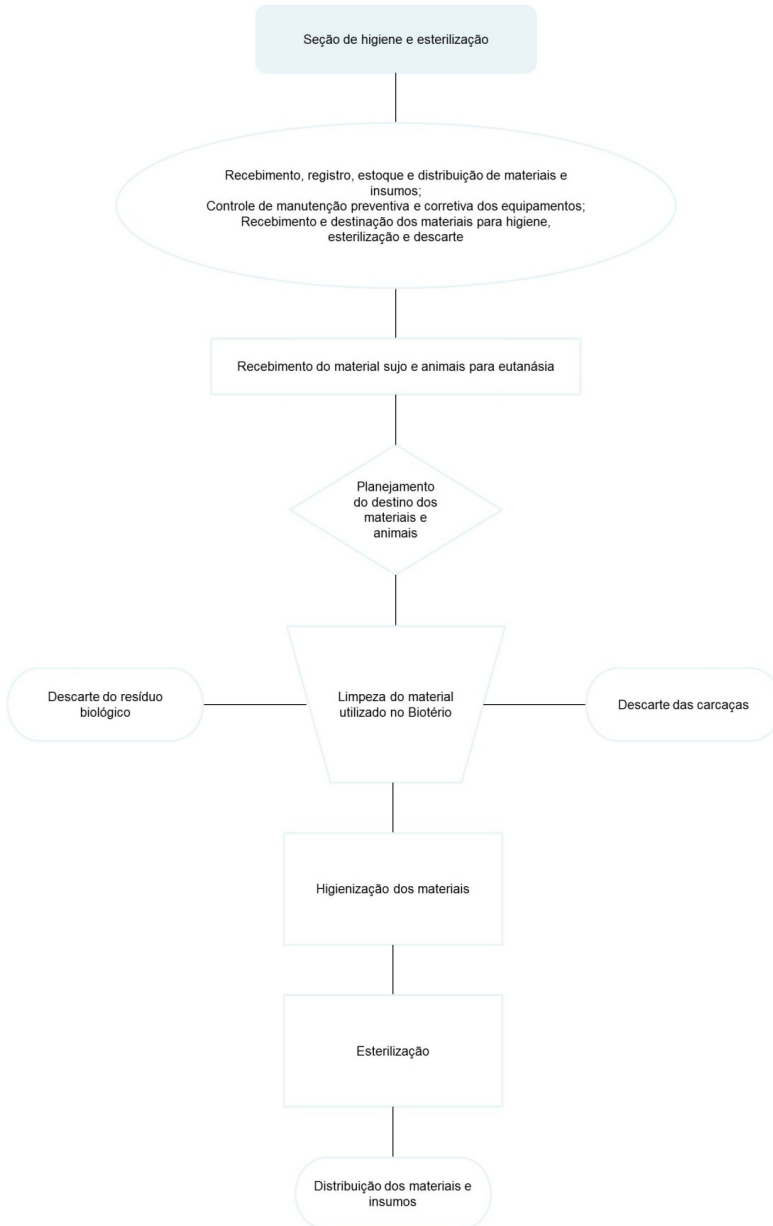 Seção de higiene e esterilização
Recebimento, registro, estoque e distribuição de materiais e
insumos;
Controle de manutenção preventiva e corretiva dos equipamentos;
Recebimento e destinação dos materiais para higiene,
esterilização e descarte
Recebimento do material sujo e animais para eutanásia
Planejamento
do destino dos
materiais e
animais
Descarte do resíduo
biológico
Limpeza do material
utilizado no Biotério
Descarte das carcaças
Higienização dos materiais
Esterilização
Distribuição dos materiais e
insumos